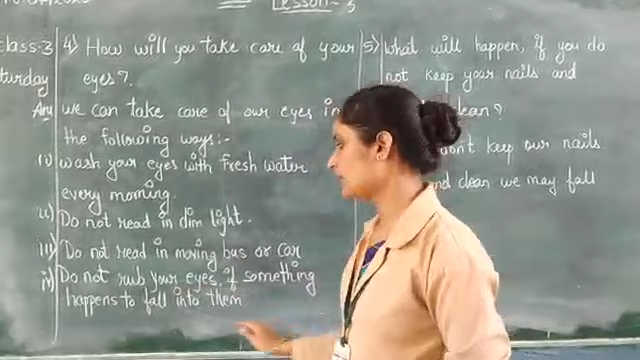 Lesson-3
Class-3
turday
4) How will you take care of your
eyes?
Ans we can take care of our eyes in
the following ways:-
(i) wash your eyes with fresh water
every morning.
ii) Do not read in dim light.
iii) Do not read in moving bus or car
iv) Do not rub your eyes, if something
happens to fall into them
5) What will happen, if you do
not keep your nails and
clean?
don't keep our nails
and clean we may fall